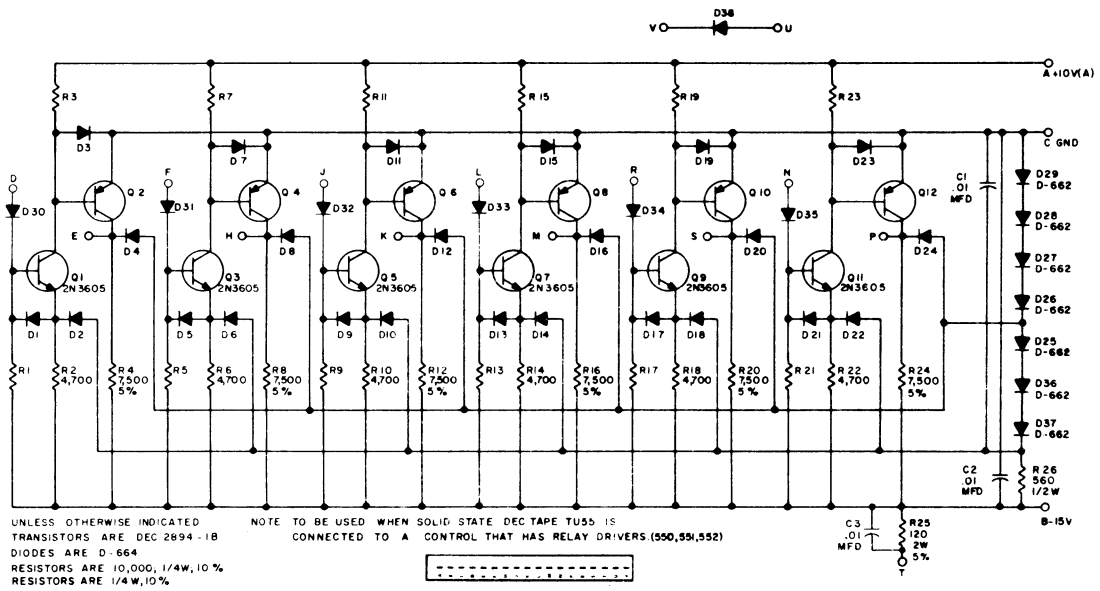 D38
V U
A +10V(A)
R3 R7 R11 R15 R19 R23
C GND
D3 D7 D11 D15 D19 D23
D F J L R N
Q2 Q4 Q6 Q8 Q10 Q12
C1 .01 MFD
D29 D-662
D30 D31 D32 D33 D34 D35
D28 D-662
E D4 H D8 K D12 M D16 S D20 P D24
D27 D-662
Q1 2N3605 Q3 2N3605 Q5 2N3605 Q7 2N3605 Q9 2N3605 Q11 2N3605
D26 D-662
D1 D2 D5 D6 D9 D10 D13 D14 D17 D18 D21 D22
D25 D-662
R1 R2 4,700 R4 7,500 5% R5 R6 4,700 R8 7,500 5% R9 R10 4,700 R12 7,500 5% R13 R14 4,700 R16 7,500 5% R17 R18 4,700 R20 7,500 5% R21 R22 4,700 R24 7,500 5%
D36 D-662
D37 D-662
C2 .01 MFD
R26 560 1/2W
B-15V
C3 .01 MFD
R25 120 2W 5%
T
UNLESS OTHERWISE INDICATED
TRANSISTORS ARE DEC 2894-1B
DIODES ARE D-664
RESISTORS ARE 10,000, 1/4W, 10%
RESISTORS ARE 1/4W, 10%
NOTE TO BE USED WHEN SOLID STATE DEC TAPE TU55 IS
CONNECTED TO A CONTROL THAT HAS RELAY DRIVERS.(550,551,552)